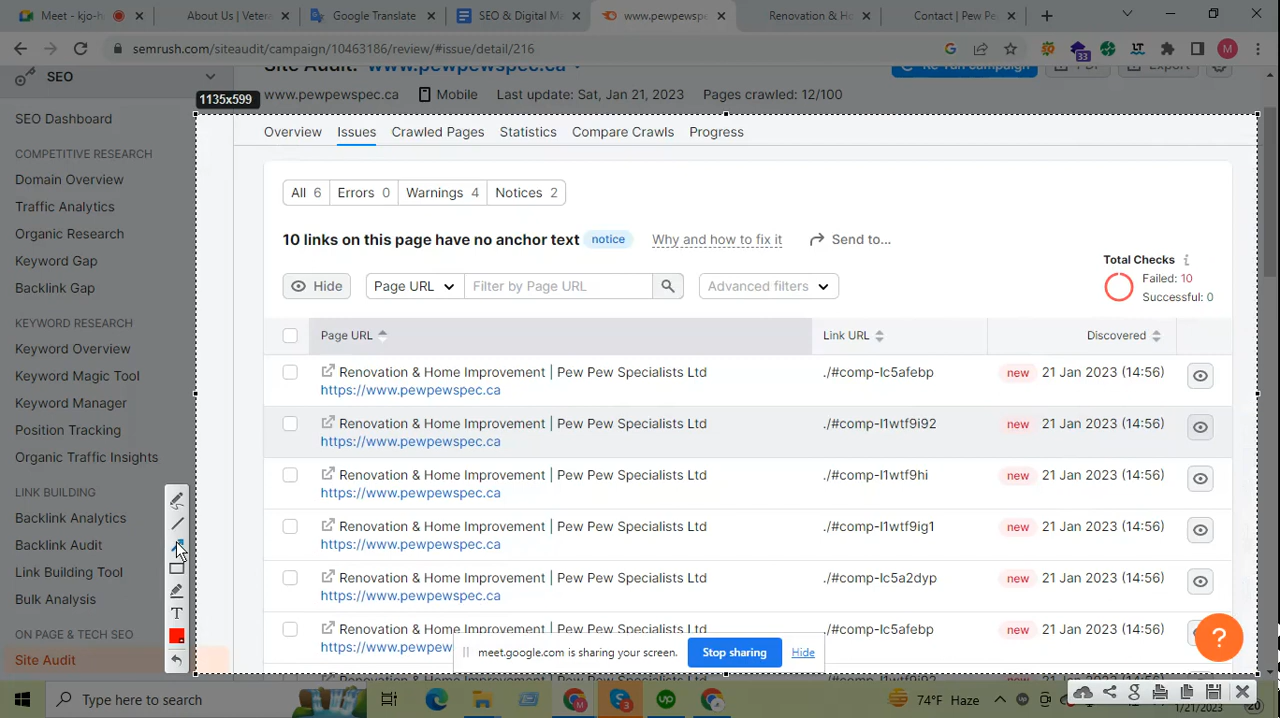 Meet - kjo-h
About Us | Veter
Google Translate
SEO & Digital Ma
www.pewpewspe
Renovation & Ho
Contact | Pew Pe
semrush.com/siteaudit/campaign/10463186/review/#issue/detail/216
33
M
SEO
www.pewpewspec.ca
Mobile
Last update: Sat, Jan 21, 2023
Pages crawled: 12/100
1135x599
SEO Dashboard
COMPETITIVE RESEARCH
Domain Overview
Traffic Analytics
Organic Research
Keyword Gap
Backlink Gap
KEYWORD RESEARCH
Keyword Overview
Keyword Magic Tool
Keyword Manager
Position Tracking
Organic Traffic Insights
LINK BUILDING
Backlink Analytics
Backlink Audit
Link Building Tool
Bulk Analysis
ON PAGE & TECH SEO
Site Audit
T
Overview Issues Crawled Pages Statistics Compare Crawls Progress
All 6 Errors 0 Warnings 4 Notices 2
10 links on this page have no anchor text notice Why and how to fix it Send to...
Total Checks i
Failed: 10
Successful: 0
Hide Page URL Filter by Page URL Advanced filters
Page URL Link URL Discovered
Renovation & Home Improvement | Pew Pew Specialists Ltd ./#comp-lc5afebp new 21 Jan 2023 (14:56)
https://www.pewpewspec.ca
Renovation & Home Improvement | Pew Pew Specialists Ltd ./#comp-l1wtf9i92 new 21 Jan 2023 (14:56)
https://www.pewpewspec.ca
Renovation & Home Improvement | Pew Pew Specialists Ltd ./#comp-l1wtf9hi new 21 Jan 2023 (14:56)
https://www.pewpewspec.ca
Renovation & Home Improvement | Pew Pew Specialists Ltd ./#comp-l1wtf9ig1 new 21 Jan 2023 (14:56)
https://www.pewpewspec.ca
Renovation & Home Improvement | Pew Pew Specialists Ltd ./#comp-lc5a2dyp new 21 Jan 2023 (14:56)
https://www.pewpewspec.ca
Renovation & Home Improvement | Pew Pew Specialists Ltd ./#comp-lc5afebp new 21 Jan 2023 (14:56)
https://www.pewpewspec.ca
meet.google.com is sharing your screen. Stop sharing Hide
?
Type here to search
74°F Haze
1/21/2023
20